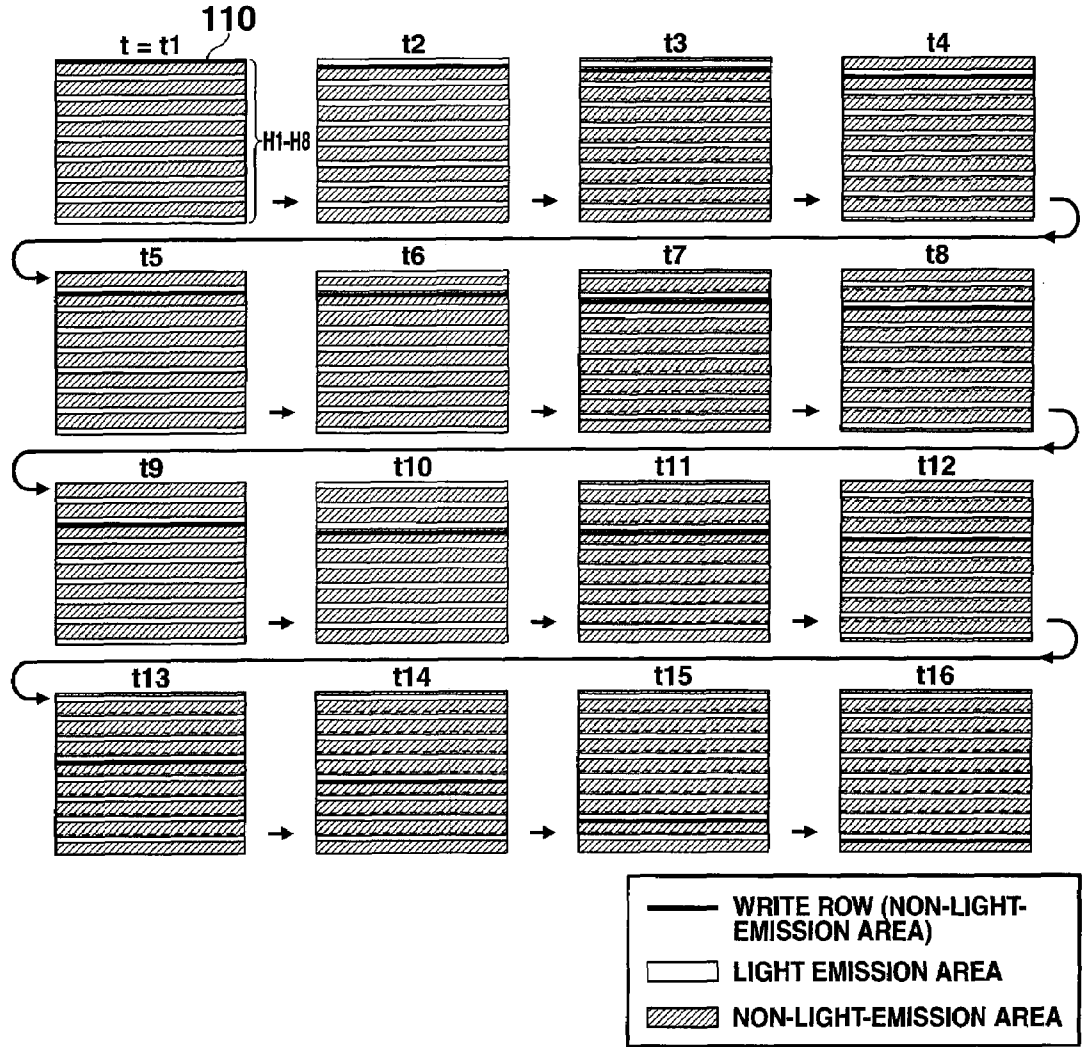 110
t = t1
t2
t3
t4
H1-H8
t5
t6
t7
t8
t9
t10
t11
t12
t13
t14
t15
t16
WRITE ROW (NON-LIGHT-
EMISSION AREA)
LIGHT EMISSION AREA
NON-LIGHT-EMISSION AREA